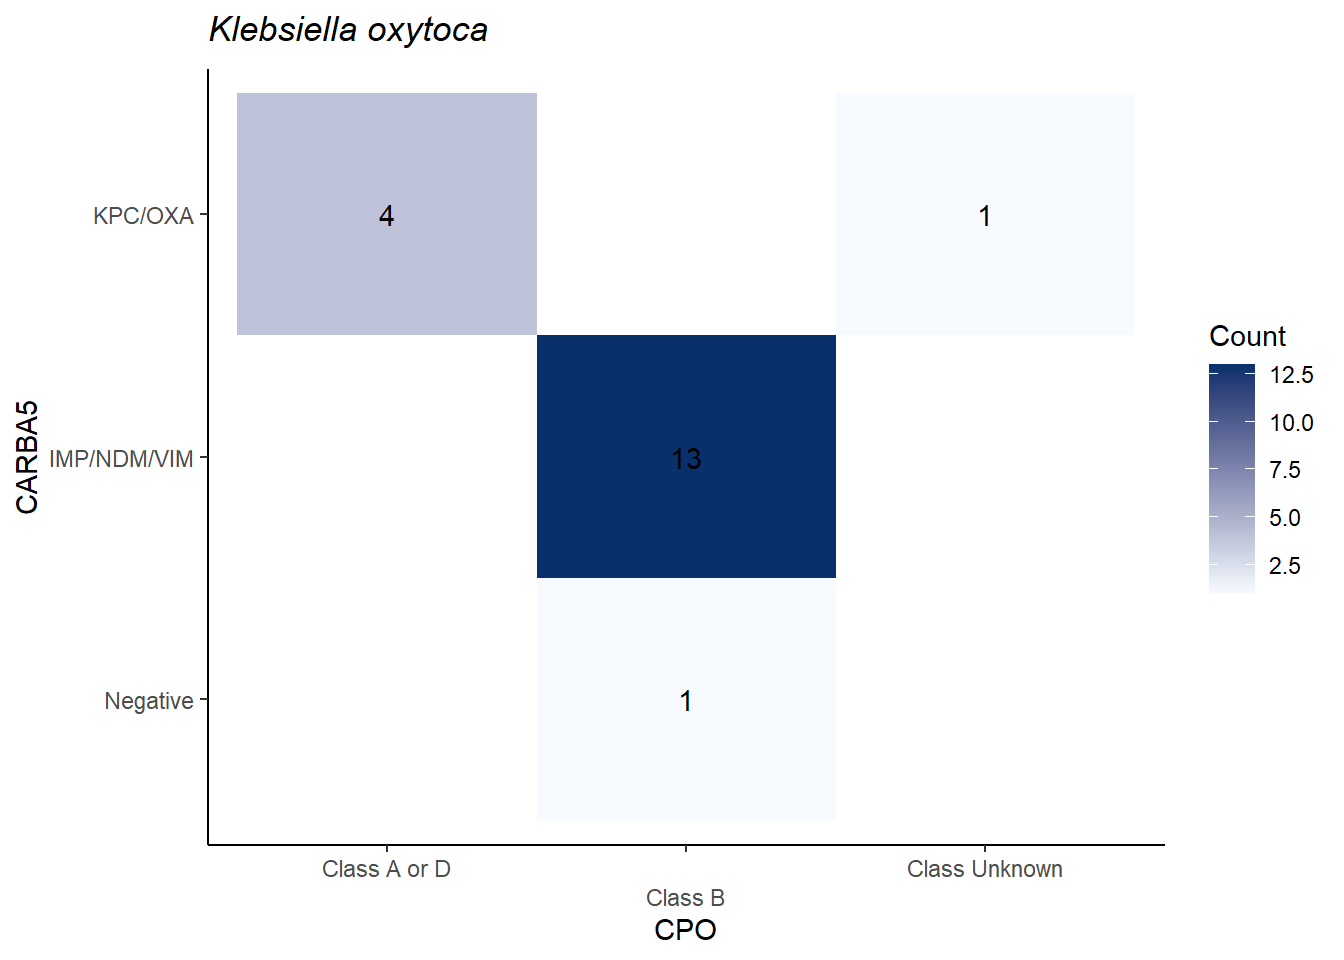 Klebsiella oxytoca
KPC/OXA
4
1
CARBA5
IMP/NDM/VIM
13
Negative
1
Class A or D
Class B
Class Unknown
CPO
Count
12.5
10.0
7.5
5.0
2.5